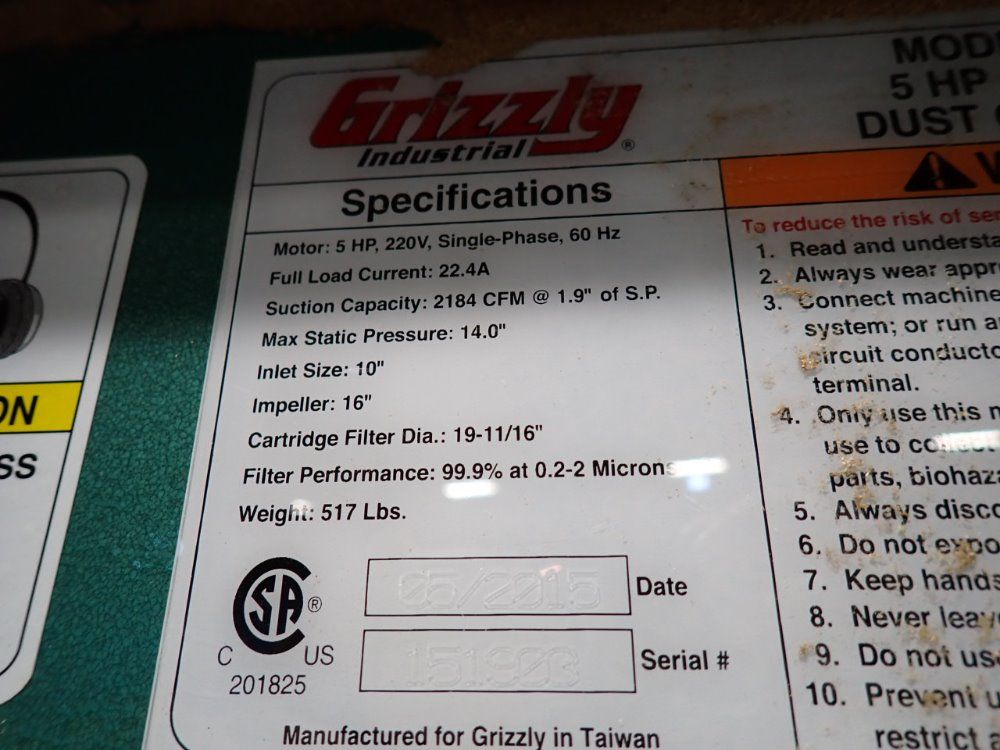 Grizzly
Industrial ®
Specifications
Motor: 5 HP, 220V, Single-Phase, 60 Hz
Full Load Current: 22.4A
Suction Capacity: 2184 CFM @ 1.9" of S.P.
Max Static Pressure: 14.0"
Inlet Size: 10"
Impeller: 16"
Cartridge Filter Dia.: 19-11/16"
Filter Performance: 99.9% at 0.2-2 Microns
Weight: 517 Lbs.
CSA ®
C US
201825
05/2015 Date
151903 Serial #
Manufactured for Grizzly in Taiwan
MOD
5 HP
DUST
W
To reduce the risk of ser
1. Read and understa
2. Always wear appr
3. Connect machine
system; or run a
circuit conducto
terminal.
4. Only use this m
use to collect
parts, biohaza
5. Always disco
6. Do not expo
7. Keep hands
8. Never leav
9. Do not us
10. Prevent u
restrict a
ON
SS